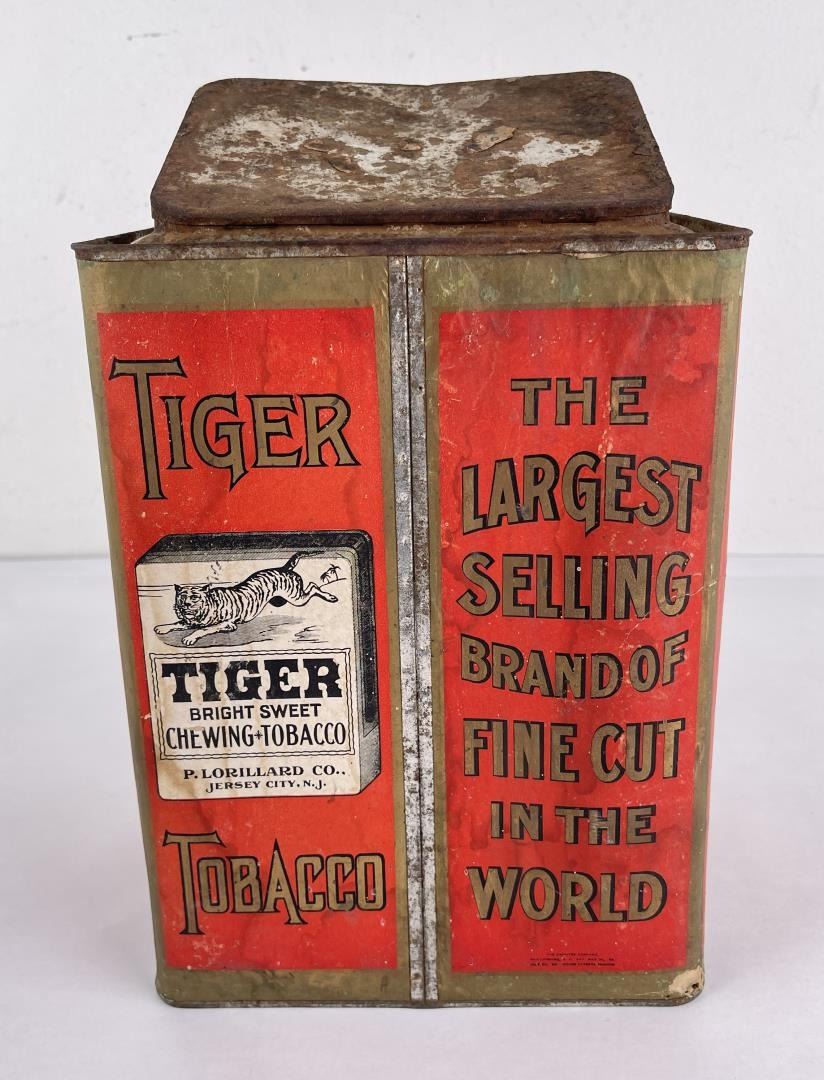 TIGER
TIGER
BRIGHT SWEET
CHEWING TOBACCO
P. LORILLARD CO.,
JERSEY CITY, N.J.
TOBACCO
THE
LARGEST
SELLING
BRAND OF
FINE CUT
IN THE
WORLD